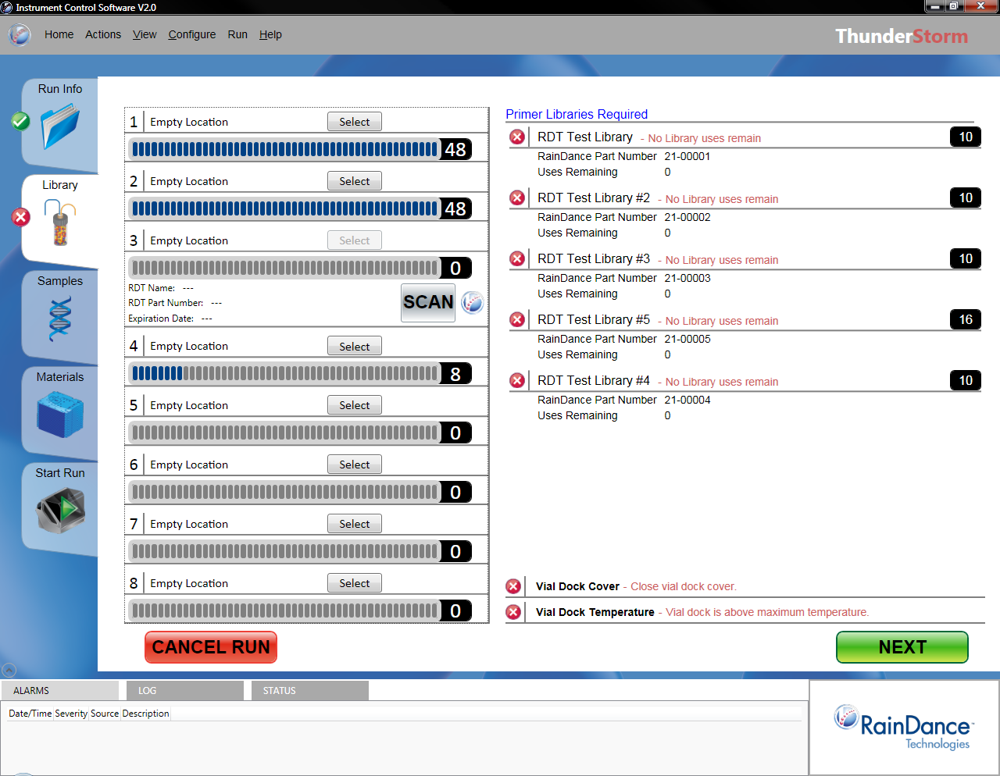 Instrument Control Software V2.0
Home Actions View Configure Run Help
ThunderStorm
Run Info
Library
Samples
Materials
Start Run
1 Empty Location Select
48
2 Empty Location Select
48
3 Empty Location Select
0
RDT Name: ---
RDT Part Number: ---
Expiration Date: ---
SCAN
4 Empty Location Select
8
5 Empty Location Select
0
6 Empty Location Select
0
7 Empty Location Select
0
8 Empty Location Select
0
CANCEL RUN
Primer Libraries Required
RDT Test Library - No Library uses remain 10
RainDance Part Number 21-00001
Uses Remaining 0
RDT Test Library #2 - No Library uses remain 10
RainDance Part Number 21-00002
Uses Remaining 0
RDT Test Library #3 - No Library uses remain 10
RainDance Part Number 21-00003
Uses Remaining 0
RDT Test Library #5 - No Library uses remain 16
RainDance Part Number 21-00005
Uses Remaining 0
RDT Test Library #4 - No Library uses remain 10
RainDance Part Number 21-00004
Uses Remaining 0
Vial Dock Cover - Close vial dock cover.
Vial Dock Temperature - Vial dock is above maximum temperature.
NEXT
ALARMS LOG STATUS
Date/Time Severity Source Description
RainDance™
Technologies